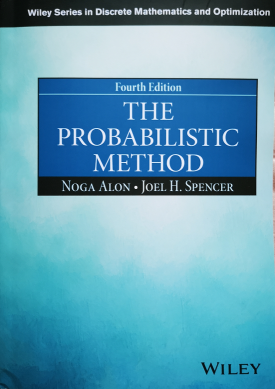 Wiley Series in Discrete Mathematics and Optimization
Fourth Edition
THE
PROBABILISTIC
METHOD
NOGA ALON • JOEL H. SPENCER
WILEY